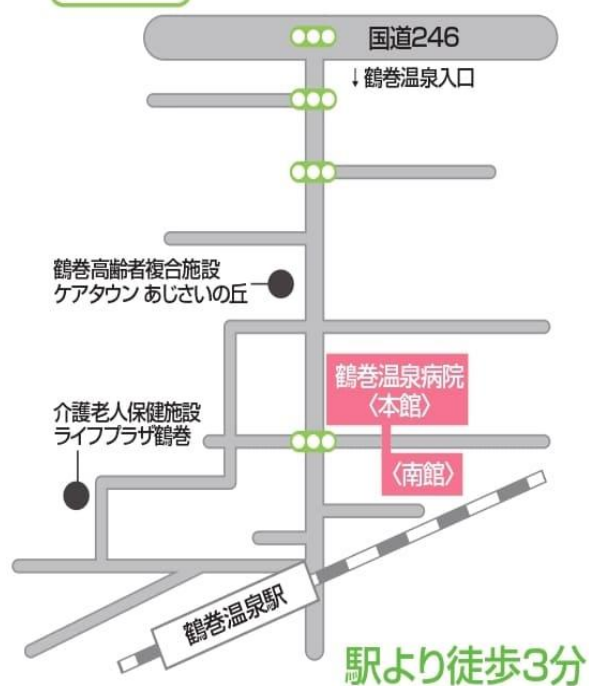 国道246
↓鶴巻温泉入口
鶴巻高齢者複合施設
ケアタウン あじさいの丘
鶴巻温泉病院
〈本館〉
介護老人保健施設
ライフプラザ鶴巻
〈南館〉
鶴巻温泉駅
駅より徒歩3分